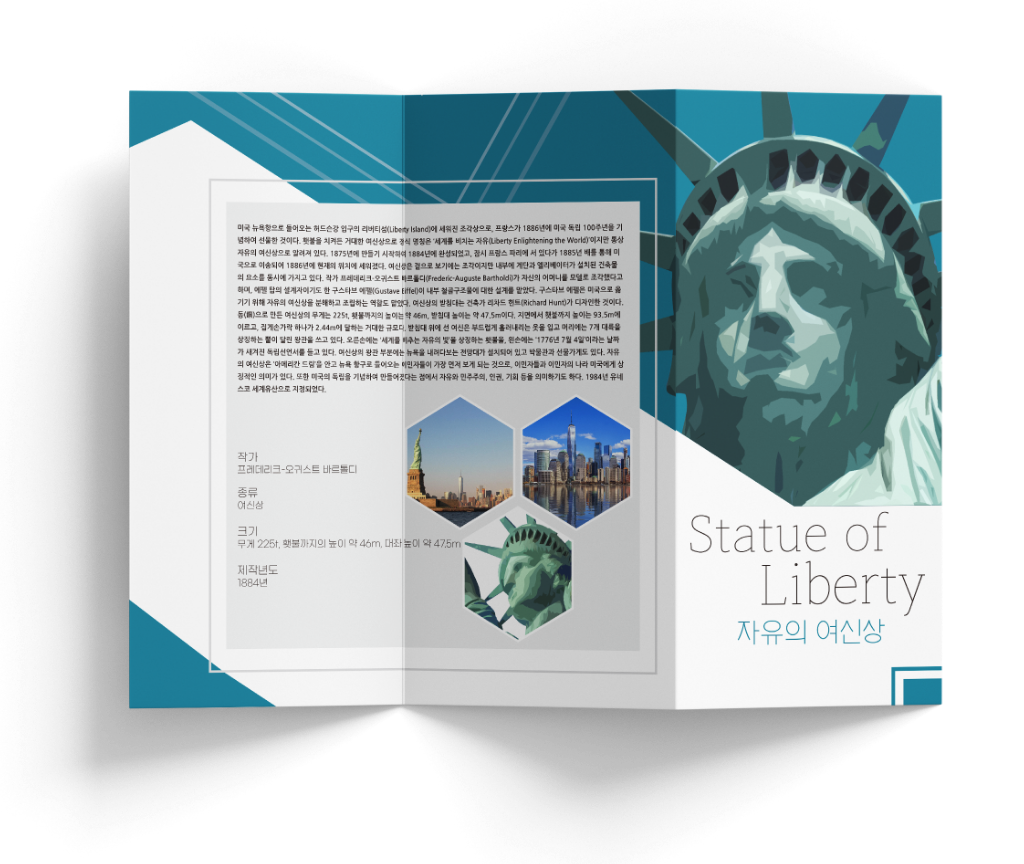 미국 뉴욕항으로 들어오는 허드슨강 입구의 리버티섬(Liberty Island)에 세워진 조각상으로, 프랑스가 1886년에 미국 독립 100주년을 기
념하여 선물한 것이다. 횃불을 치켜든 거대한 여신상으로 정식 명칭은 '세계를 비치는 자유(Liberty Enlightening the World)'이지만 통상
자유의 여신상으로 알려져 있다. 1875년에 만들기 시작하여 1884년에 완성되었고, 잠시 프랑스 파리에 서 있다가 1885년 배를 통해 미
국으로 이송되어 1886년에 현재의 위치에 세워졌다. 여신상은 겉으로 보기에는 조각이지만 내부에 계단과 엘리베이터가 설치된 건축물
의 요소를 동시에 가지고 있다. 작가 프레데리크-오귀스트 바르톨디(Frederic-Auguste Bartholdi)가 자신의 어머니를 모델로 조각했다고
하며, 에펠 탑의 설계자이기도 한 구스타브 에펠(Gustave Eiffel)이 내부 철골구조물에 대한 설계를 맡았다. 구스타브 에펠은 미국으로 옮
기기 위해 자유의 여신상을 분해하고 조립하는 역할도 맡았다. 여신상의 받침대는 건축가 리차드 헌트(Richard Hunt)가 디자인한 것이다.
동(銅)으로 만든 여신상의 무게는 225t, 횃불까지의 높이는 약 46m, 받침대 높이는 약 47.5m이다. 지면에서 횃불까지 높이는 93.5m에
이르고, 집게손가락 하나가 2.44m에 달하는 거대한 규모다. 받침대 위에 선 여신은 부드럽게 흘러내리는 옷을 입고 머리에는 7개 대륙을
상징하는 뿔이 달린 왕관을 쓰고 있다. 오른손에는 '세계를 비추는 자유의 빛'을 상징하는 횃불을, 왼손에는 '1776년 7월 4일'이라는 날짜
가 새겨진 독립선언서를 들고 있다. 여신상의 왕관 부분에는 뉴욕을 내려다보는 전망대가 설치되어 있고 박물관과 선물가게도 있다. 자유
의 여신상은 '아메리칸 드림'을 안고 뉴욕 항구로 들어오는 이민자들이 가장 먼저 보게 되는 것으로, 이민자들과 이민자의 나라 미국에게 상
징적인 의미가 있다. 또한 미국의 독립을 기념하여 만들어졌다는 점에서 자유와 민주주의, 인권, 기회 등을 의미하기도 하다. 1984년 유네
스코 세계유산으로 지정되었다.
작가
프레데리크-오귀스트 바르톨디
종류
여신상
크기
무게 225t, 횃불까지의 높이 약 46m, 대좌 높이 약 47.5m
제작년도
1884년
Statue of
Liberty
자유의 여신상